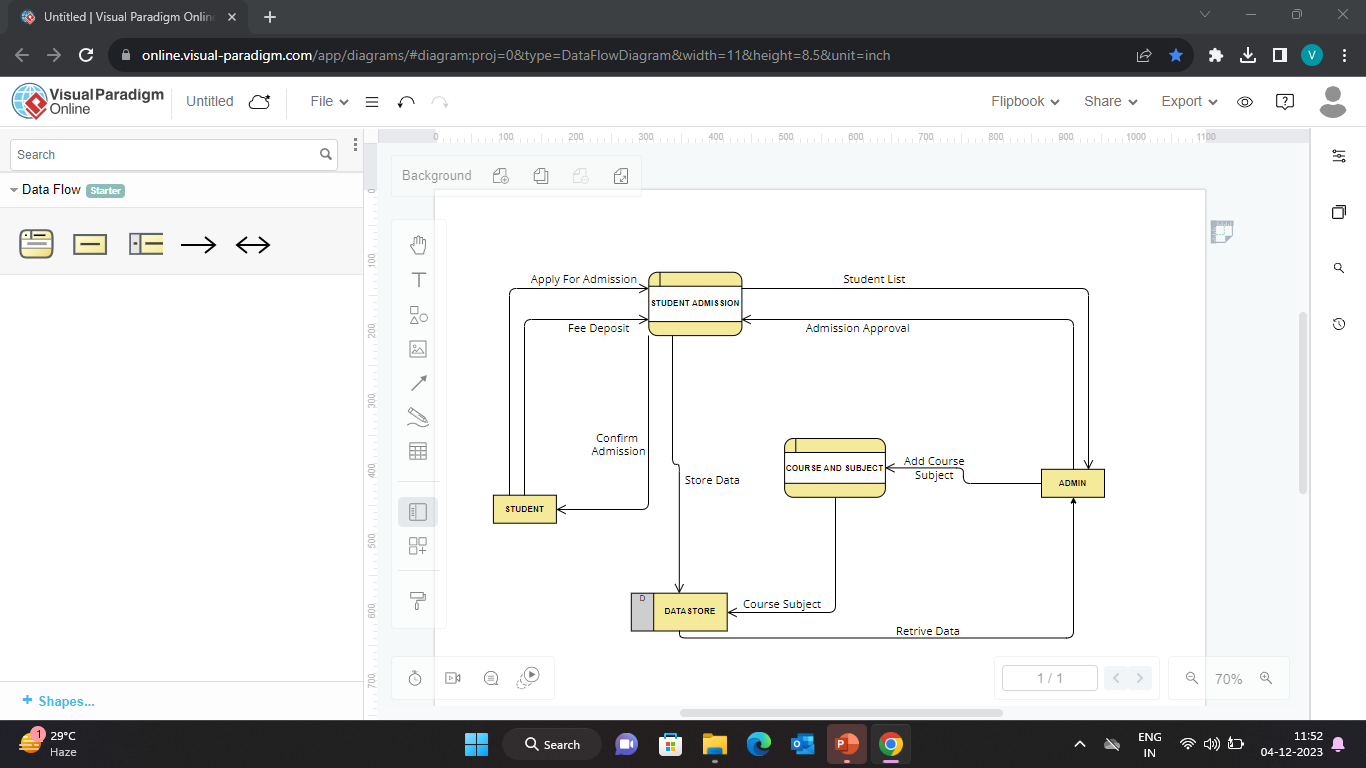 Untitled | Visual Paradigm Onlin
online.visual-paradigm.com/app/diagrams/#diagram:proj=0&type=DataFlowDiagram&width=11&height=8.5&unit=inch
V
Visual Paradigm
Online
Untitled
File
Flipbook
Share
Export
Search
Data Flow
Starter
0 100 200 300 400 500 600 700 800 900 1000 1100
Background
0
100
200
300
400
500
600
700
Apply For Admission
Student List
STUDENT ADMISSION
Fee Deposit
Admission Approval
Confirm
Admission
Store Data
COURSE AND SUBJECT
Add Course
Subject
ADMIN
STUDENT
D
DATASTORE
Course Subject
Retrive Data
1 / 1
70%
+ Shapes...
1
29°C
Haze
Search
ENG
IN
11:52
04-12-2023